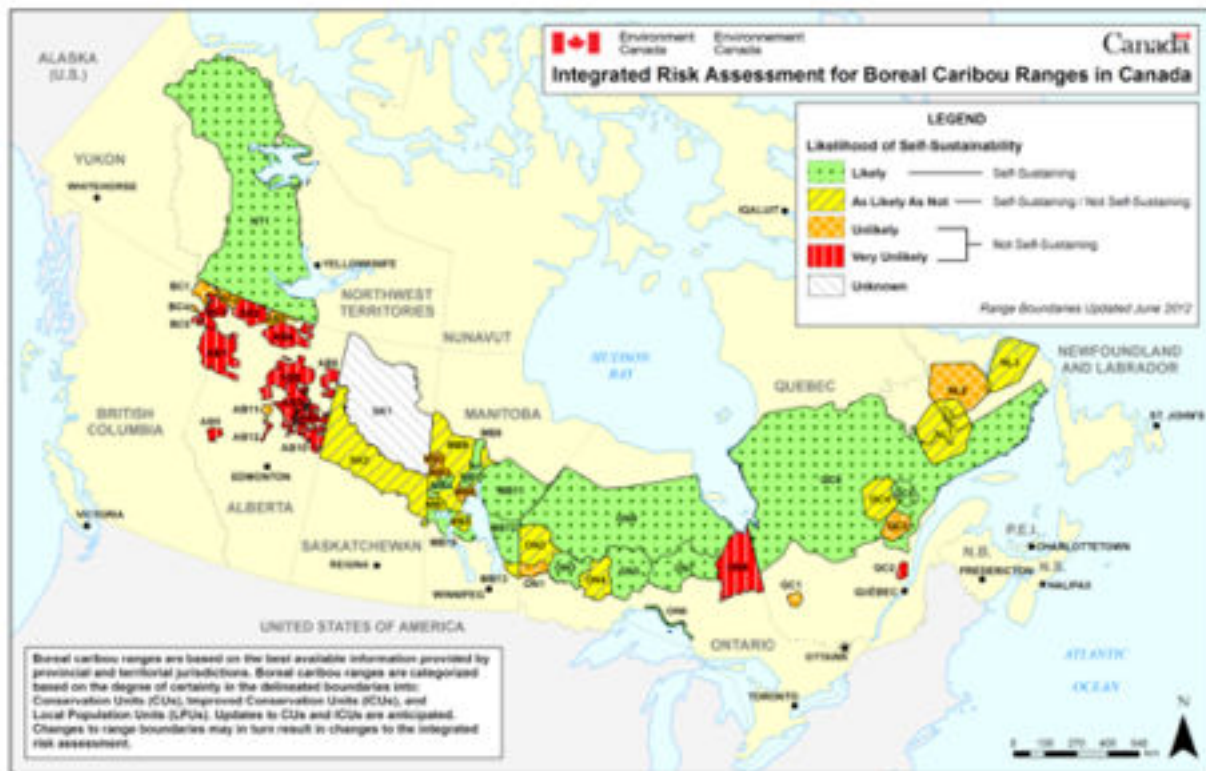 Environment Environnement
Canada Canada
Canada
Integrated Risk Assessment for Boreal Caribou Ranges in Canada
ALASKA
(U.S.)
LEGEND
Likelihood of Self-Sustainability
Likely Self-Sustaining
As Likely As Not Self-Sustaining / Not Self-Sustaining
Unlikely
Not Self-Sustaining
Very Unlikely
Unknown
Range Boundaries Updated June 2012
YUKON
WHITEHORSE
IQALUIT
NT1
YELLOWKNIFE
BC1
NORTHWEST
TERRITORIES
NUNAVUT
HUDSON
BAY
QUEBEC
NEWFOUNDLAND
AND LABRADOR
NL2
ST. JOHN'S
BRITISH
COLUMBIA
AB11
AB12
AB10
SK1
MANITOBA
SK2
EDMONTON
ALBERTA
VICTORIA
SASKATCHEWAN
REGINA
MB11
WINNIPEG
ON1
QC1
QC2
QUÉBEC
P.E.I.
CHARLOTTETOWN
N.B.
FREDERICTON
HALIFAX
UNITED STATES OF AMERICA
ONTARIO
OTTAWA
TORONTO
ATLANTIC
OCEAN
Boreal caribou ranges are based on the best available information provided by
provincial and territorial jurisdictions. Boreal caribou ranges are categorized
based on the degree of certainty in the delineated boundaries into:
Conservation Units (CUs), Improved Conservation Units (ICUs), and
Local Population Units (LPUs). Updates to CUs and ICUs are anticipated.
Changes to range boundaries may in turn result in changes to the integrated
risk assessment.
N